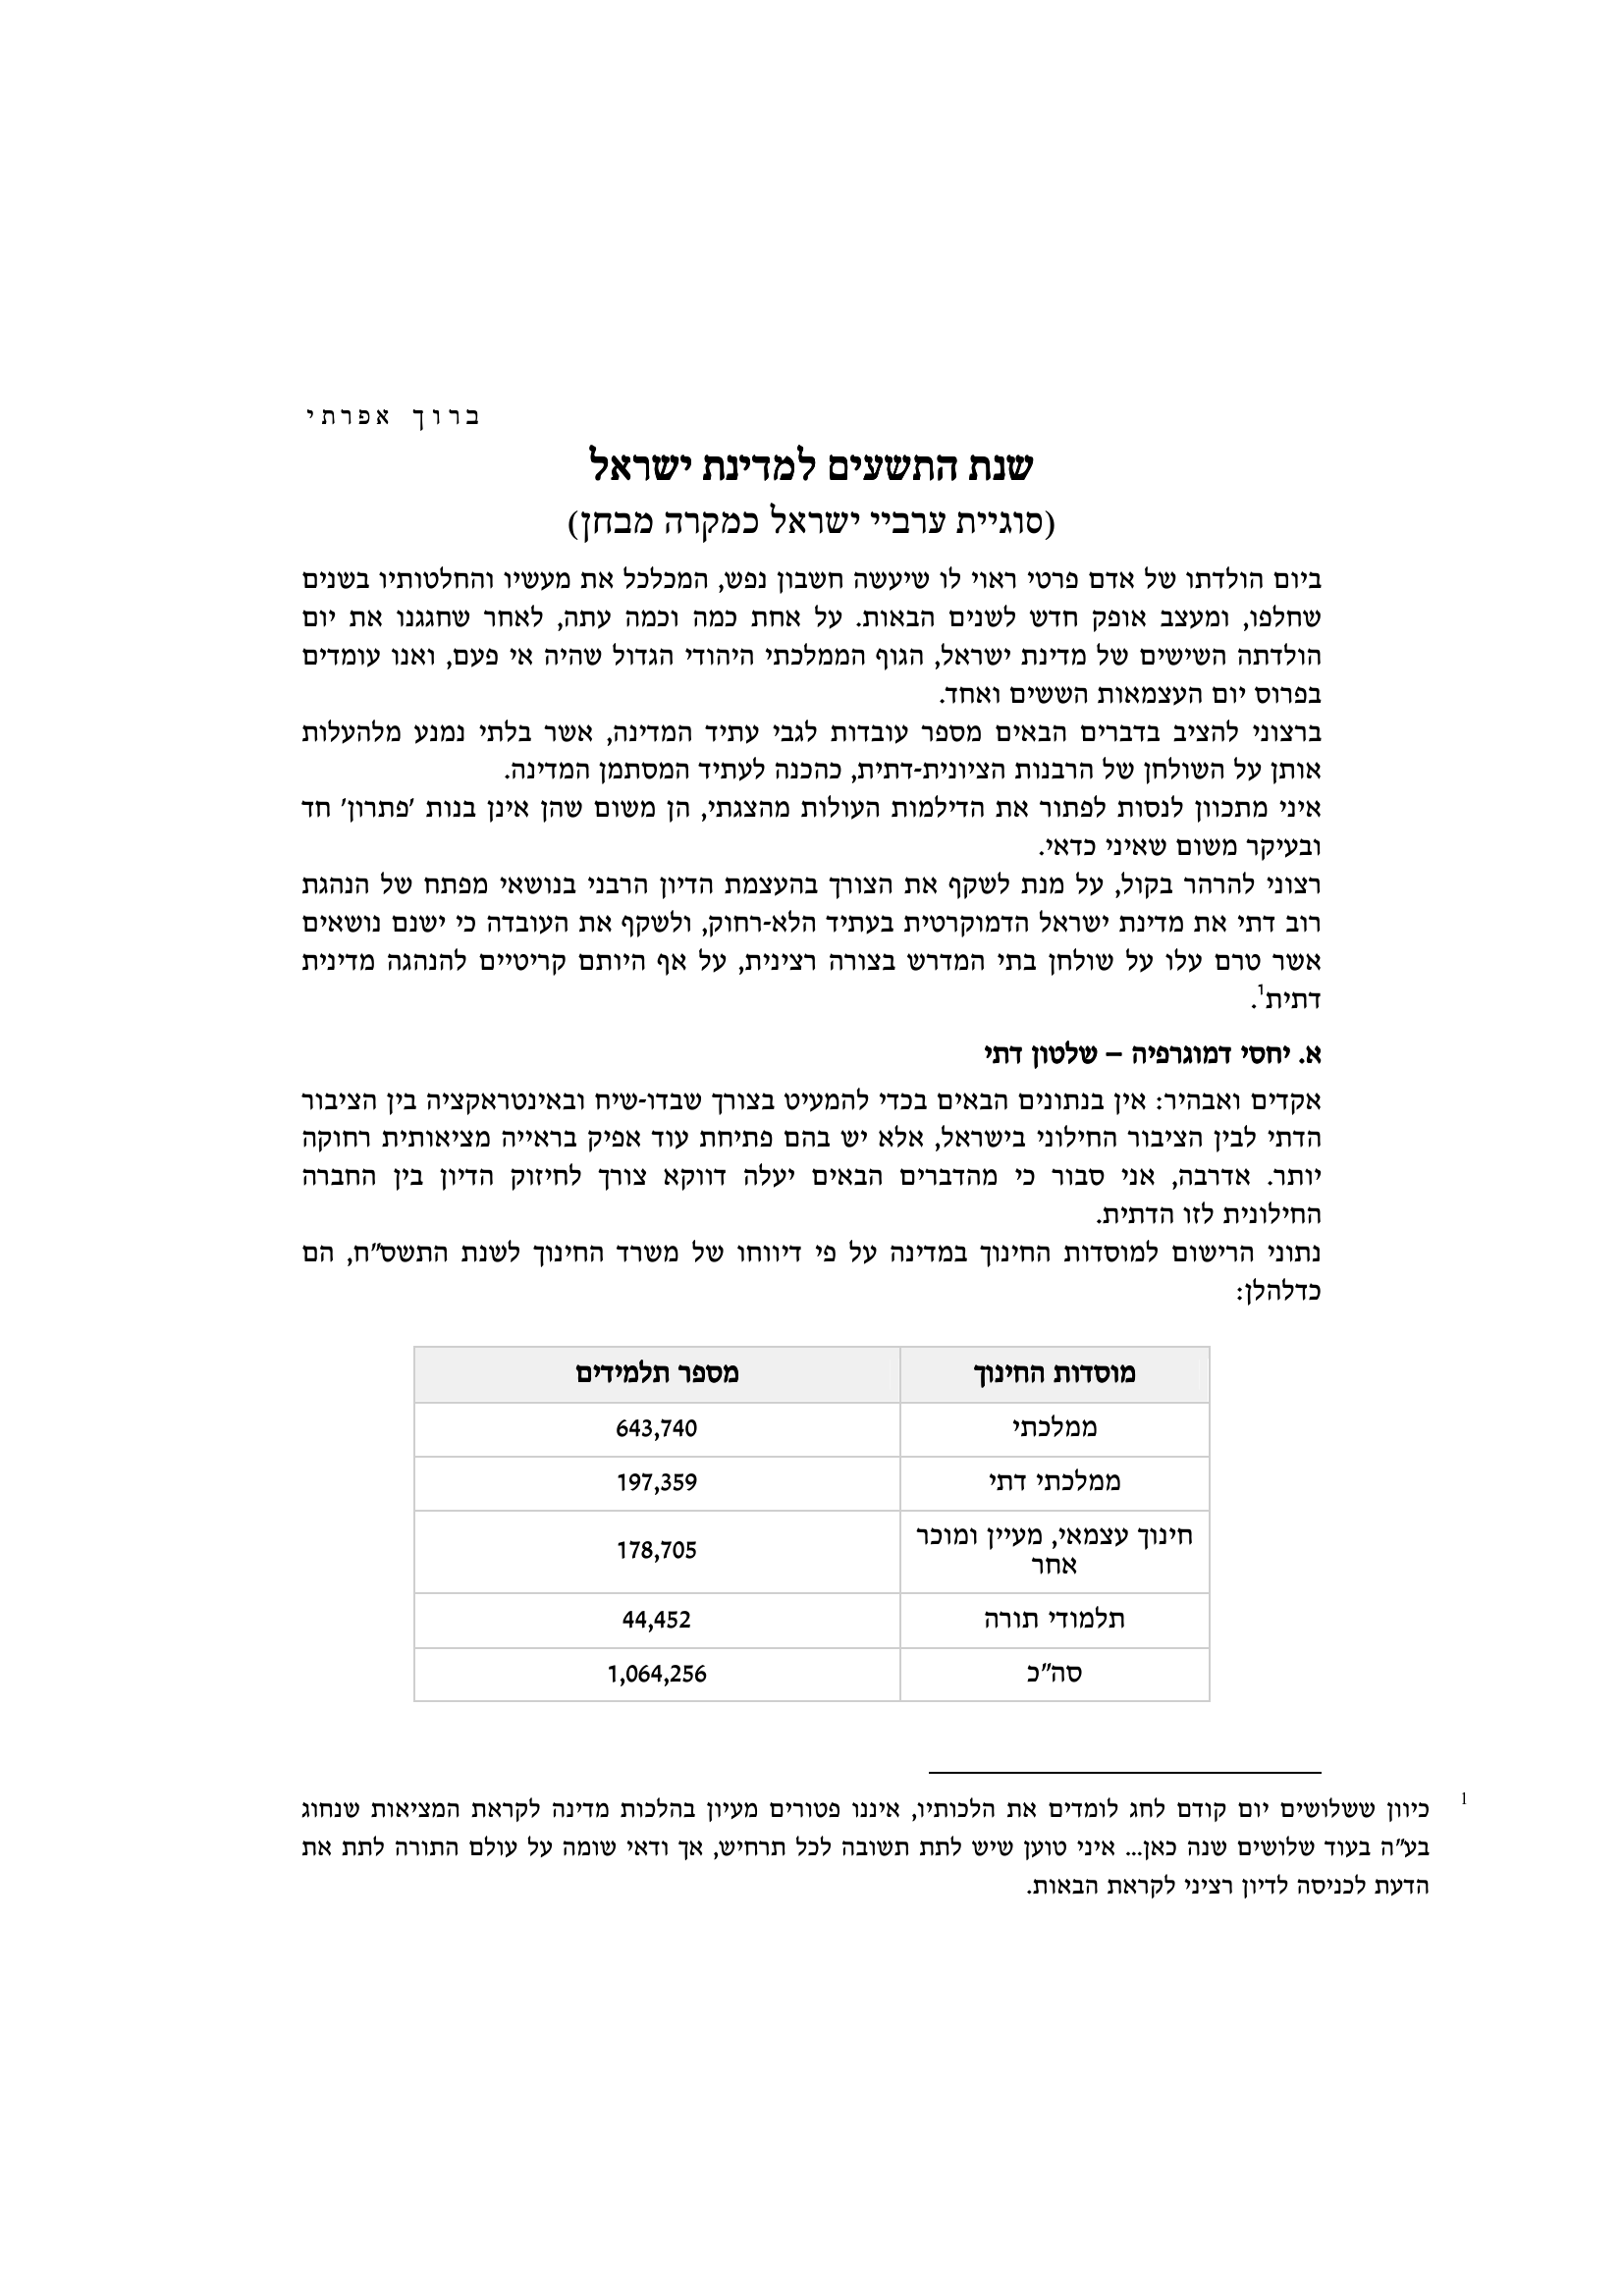 ברוך אפרתי
שנת התשעים למדינת ישראל
(סוגיית ערביי ישראל כמקרה מבחן)
ביום הולדתו של אדם פרטי ראוי לו שיעשה חשבון נפש, המכלכל את מעשיו והחלטותיו בשנים
שחלפו, ומעצב אופק חדש לשנים הבאות. על אחת כמה וכמה עתה, לאחר שחגגנו את יום
הולדתה השישים של מדינת ישראל, הגוף הממלכתי היהודי הגדול שהיה אי פעם, ואנו עומדים
בפרוס יום העצמאות הששים ואחד.
ברצוני להציב בדברים הבאים מספר עובדות לגבי עתיד המדינה, אשר בלתי נמנע מלהעלות
אותן על השולחן של הרבנות הציונית-דתית, כהכנה לעתיד המסתמן המדינה.
איני מתכוון לנסות לפתור את הדילמות העולות מהצגתי, הן משום שהן אינן בנות 'פתרון' חד
ובעיקר משום שאיני כדאי.
רצוני להרהר בקול, על מנת לשקף את הצורך בהעצמת הדיון הרבני בנושאי מפתח של הנהגת
רוב דתי את מדינת ישראל הדמוקרטית בעתיד הלא-רחוק, ולשקף את העובדה כי ישנם נושאים
אשר טרם עלו על שולחן בתי המדרש בצורה רצינית, על אף היותם קריטיים להנהגה מדינית
דתית1.
א. יחסי דמוגרפיה – שלטון דתי
אקדים ואבהיר: אין בנתונים הבאים בכדי להמעיט בצורך שבדו-שיח ובאינטראקציה בין הציבור
הדתי לבין הציבור החילוני בישראל, אלא יש בהם פתיחת עוד אפיק בראייה מציאותית רחוקה
יותר. אדרבה, אני סבור כי מהדברים הבאים יעלה דווקא צורך לחיזוק הדיון בין החברה
החילונית לזו הדתית.
נתוני הרישום למוסדות החינוך במדינה על פי דיווחו של משרד החינוך לשנת התשס"ח, הם
כדלהלן:
מוסדות החינוך מספר תלמידים
ממלכתי 643,740
ממלכתי דתי 197,359
חינוך עצמאי, מעיין ומוכר
אחר 178,705
תלמודי תורה 44,452
סה"כ 1,064,256
1 כיוון ששלושים יום קודם לחג לומדים את הלכותיו, איננו פטורים מעיון בהלכות מדינה לקראת המציאות שנחוג
בע"ה בעוד שלושים שנה כאן... איני טוען שיש לתת תשובה לכל תרחיש, אך ודאי שומה על עולם התורה לתת את
הדעת לכניסה לדיון רציני לקראת הבאות.